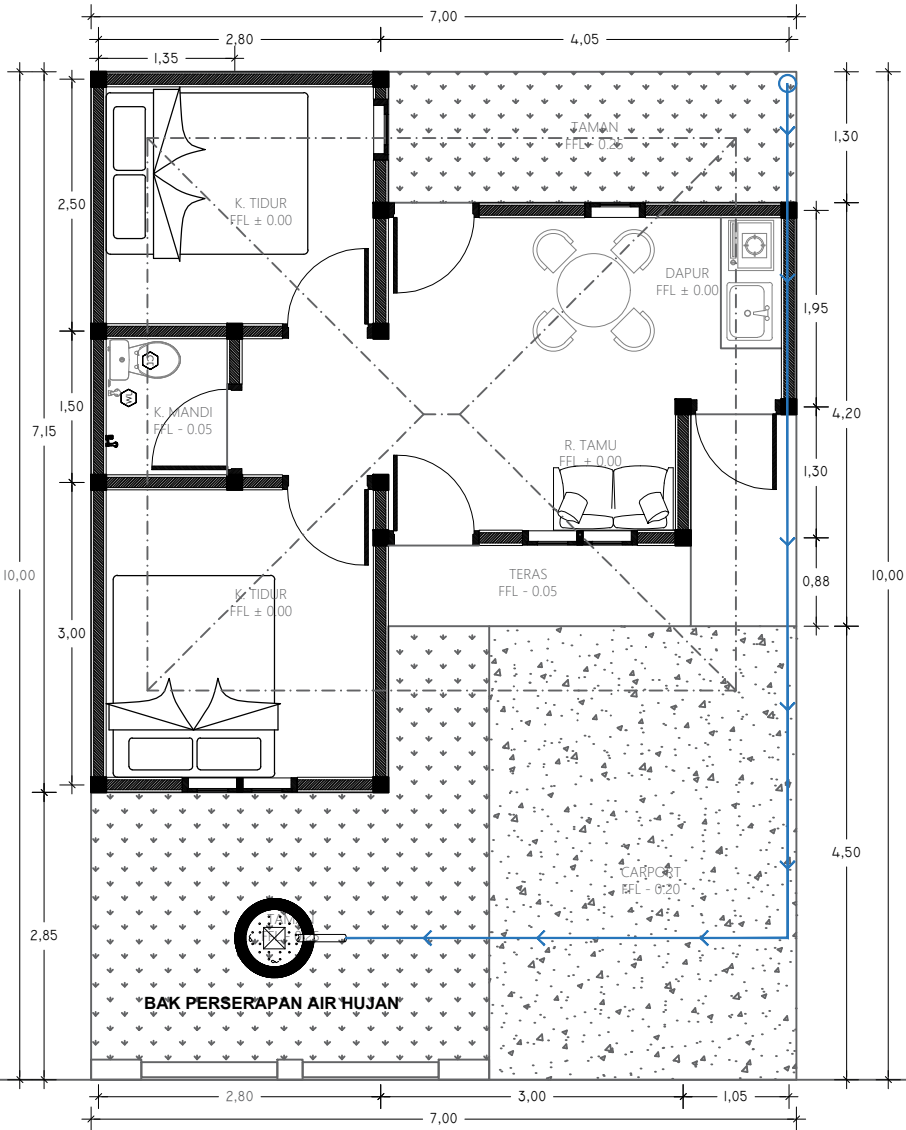 7,00
2,80
4,05
1,35
TAMAN
1,30
2,50
K. TIDUR
FFL ± 0.00
DAPUR
FFL ± 0.00
1,95
1,50
K. MANDI
FFL - 0.05
4,20
7,15
R. TAMU
FFL ± 0.00
1,30
10,00
TERAS
FFL - 0.05
0,88
10,00
K. TIDUR
FFL ± 0.00
3,00
CARPORT
FFL - 0.20
4,50
2,85
BAK PERSERAPAN AIR HUJAN
2,80
3,00
1,05
7,00